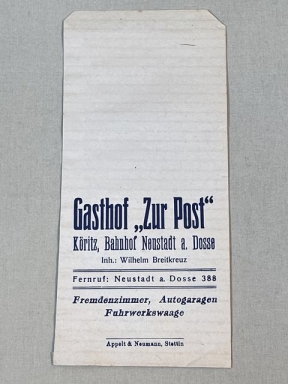 Gasthof „Zur Post“
Köritz, Bahnhof Neustadt a. Dosse
Inh.: Wilhelm Breitkreuz
Fernruf: Neustadt a. Dosse 388
Fremdenzimmer, Autogaragen
Fuhrwerkswaage
Appelt & Neumann, Stettin